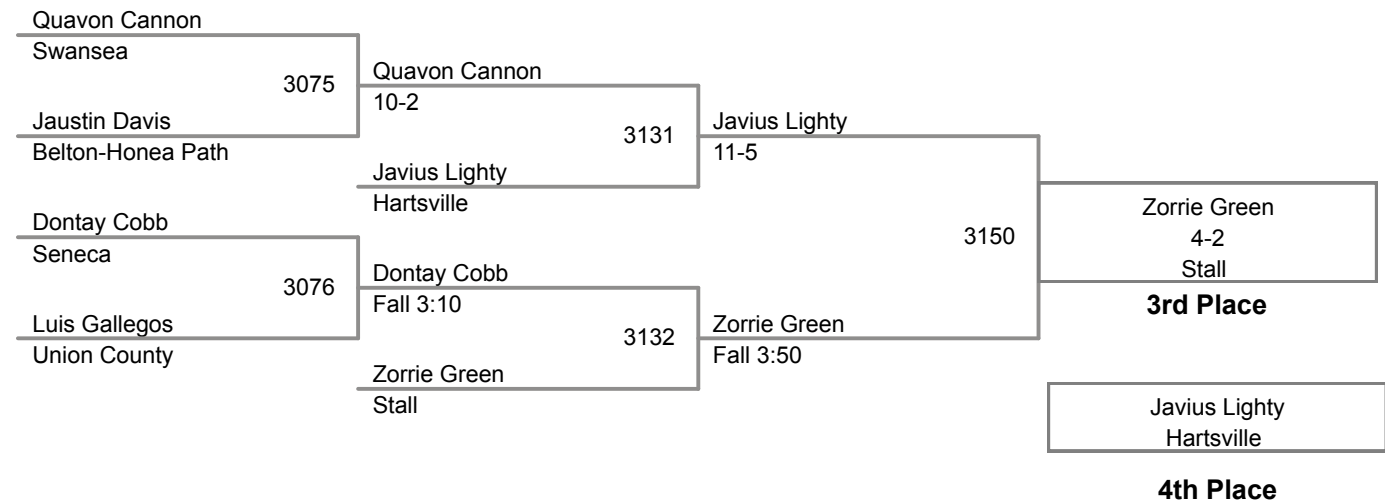 Quavon Cannon
Swansea
3075
Jaustin Davis
Belton-Honea Path
Dontay Cobb
Seneca
3076
Luis Gallegos
Union County
Quavon Cannon
10-2
3131
Javius Lighty
Hartsville
Dontay Cobb
Fall 3:10
3132
Zorrie Green
Stall
Javius Lighty
11-5
3150
Zorrie Green
Fall 3:50
Zorrie Green
4-2
Stall
3rd Place
Javius Lighty
Hartsville
4th Place